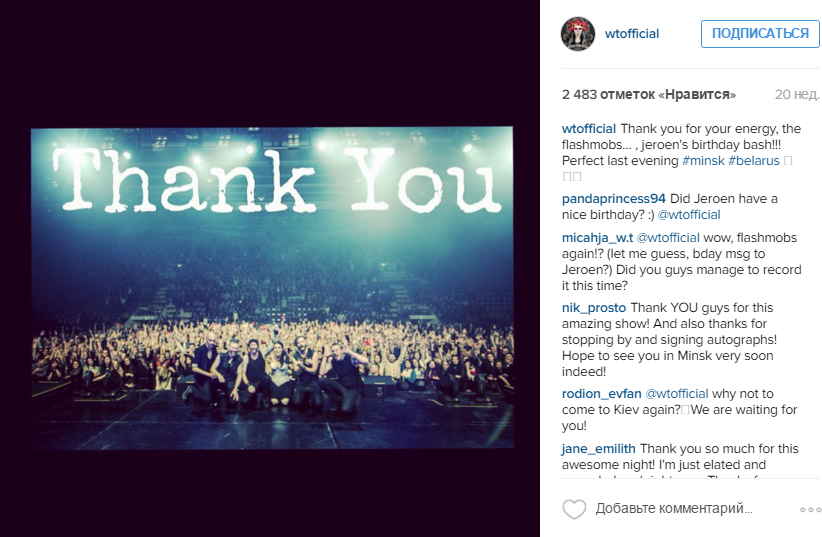 Thank You
wtofficial
ПОДПИСАТЬСЯ
2 483 отметок «Нравится»
20 нед.
wtofficial Thank you for your energy, the
flashmobs... , jeroen's birthday bash!!!
Perfect last evening #minsk #belarus
pandaprincess94 Did Jeroen have a
nice birthday? :) @wtofficial
micahja_w.t @wtofficial wow, flashmobs
again!? (let me guess, bday msg to
Jeroen?) Did you guys manage to record
it this time?
nik_prosto Thank YOU guys for this
amazing show! And also thanks for
stopping by and signing autographs!
Hope to see you in Minsk very soon
indeed!
rodion_evfan @wtofficial why not to
come to Kiev again? We are waiting for
you!
jane_emilith Thank you so much for this
awesome night! I'm just elated and
Добавьте комментарий...